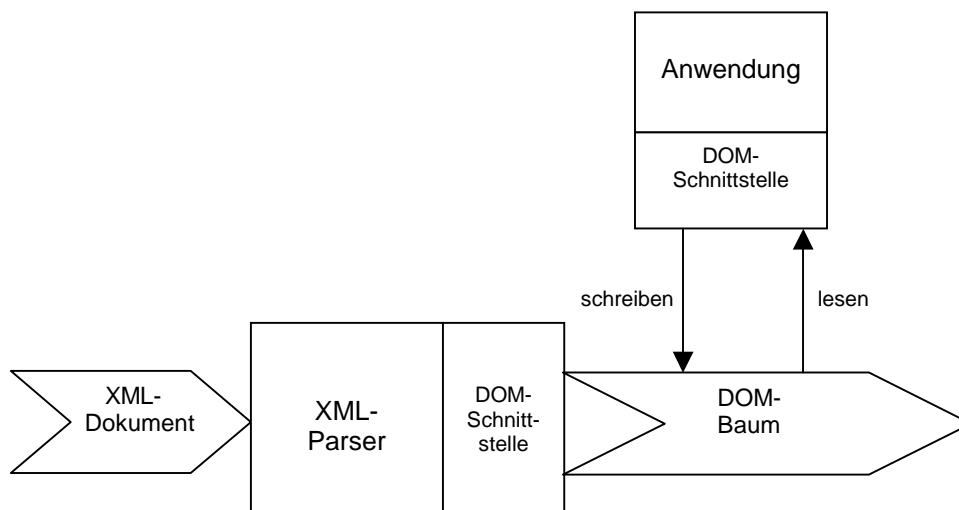 Anwendung
DOM-
Schnittstelle
schreiben
lesen
XML-
Dokument
XML-
Parser
DOM-
Schnitt-
stelle
DOM-
Baum